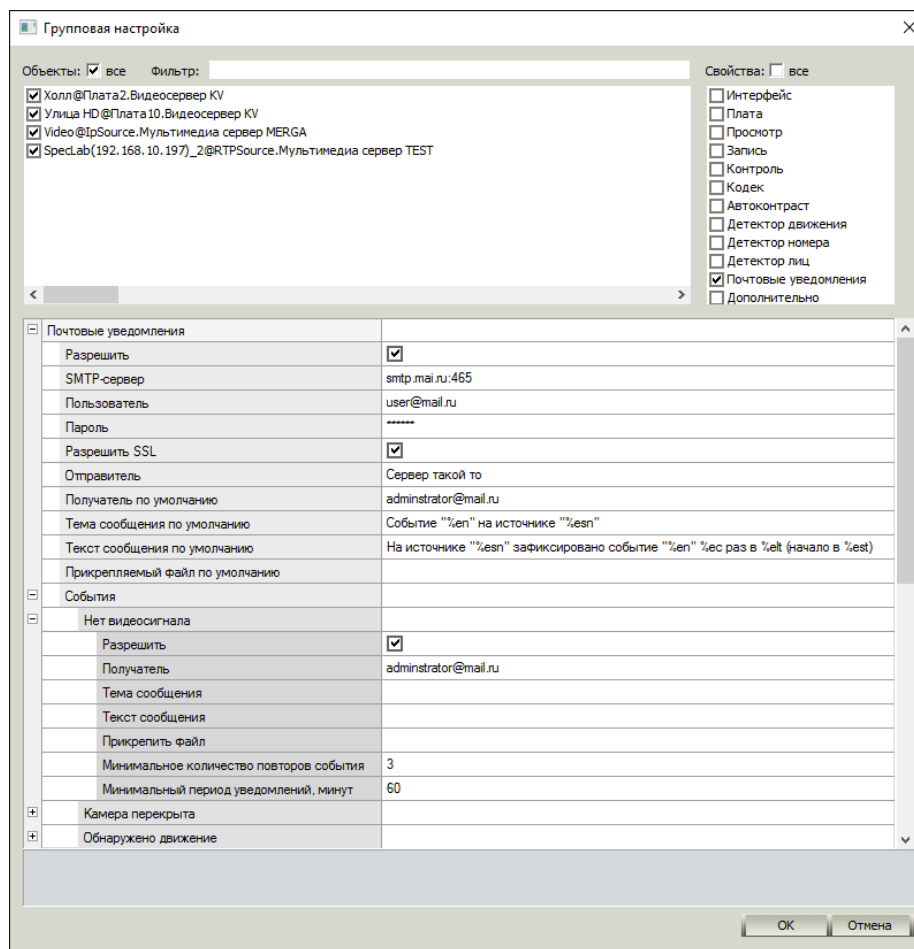 Групповая настройка
Объекты: все Фильтр: Свойства: все
Холл@Плата2.Видеосервер KV
Улица HD@Плата10.Видеосервер KV
Video@IpSource.Мультимедиа сервер MERGA
SpecLab(192.168.10.197)_2@RTPSource.Мультимедиа сервер TEST
Интерфейс
Плата
Просмотр
Запись
Контроль
Кодек
Автоконтраст
Детектор движения
Детектор номера
Детектор лиц
Почтовые уведомления
Дополнительно
Почтовые уведомления
Разрешить
SMTP-сервер smtp.mai.ru:465
Пользователь user@mail.ru
Пароль ******
Разрешить SSL
Отправитель Сервер такой то
Получатель по умолчанию adminstrator@mail.ru
Тема сообщения по умолчанию Событие "%en" на источнике "%esn"
Текст сообщения по умолчанию На источнике "%esn" зафиксировано событие "%en" %ec раз в %elt (начало в %est)
Прикрепляемый файл по умолчанию
События
Нет видеосигнала
Разрешить
Получатель adminstrator@mail.ru
Тема сообщения
Текст сообщения
Прикрепить файл
Минимальное количество повторов события 3
Минимальный период уведомлений, минут 60
Камера перекрыта
Обнаружено движение
OK Отмена